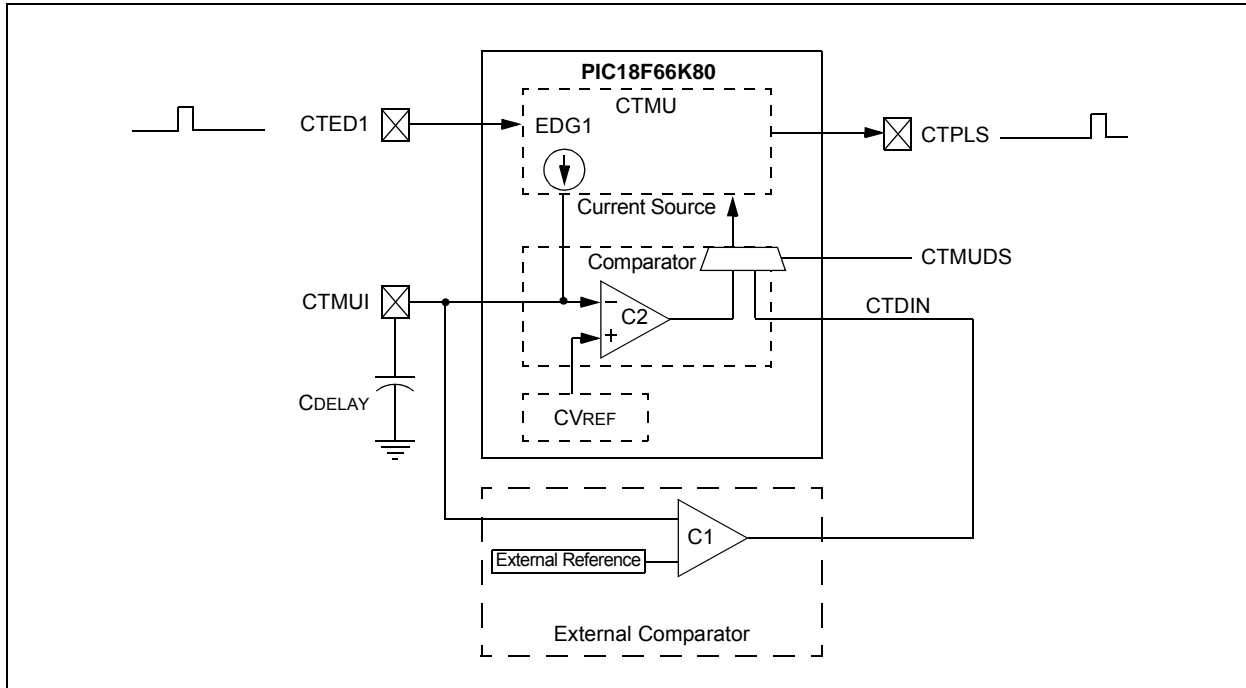 PIC18F66K80
CTMU
CTED1
EDG1
CTPLS
Current Source
Comparator
CTMUDS
CTMUI
−
C2
CTDIN
+
CDELAY
CVREF
C1
External Reference
External Comparator